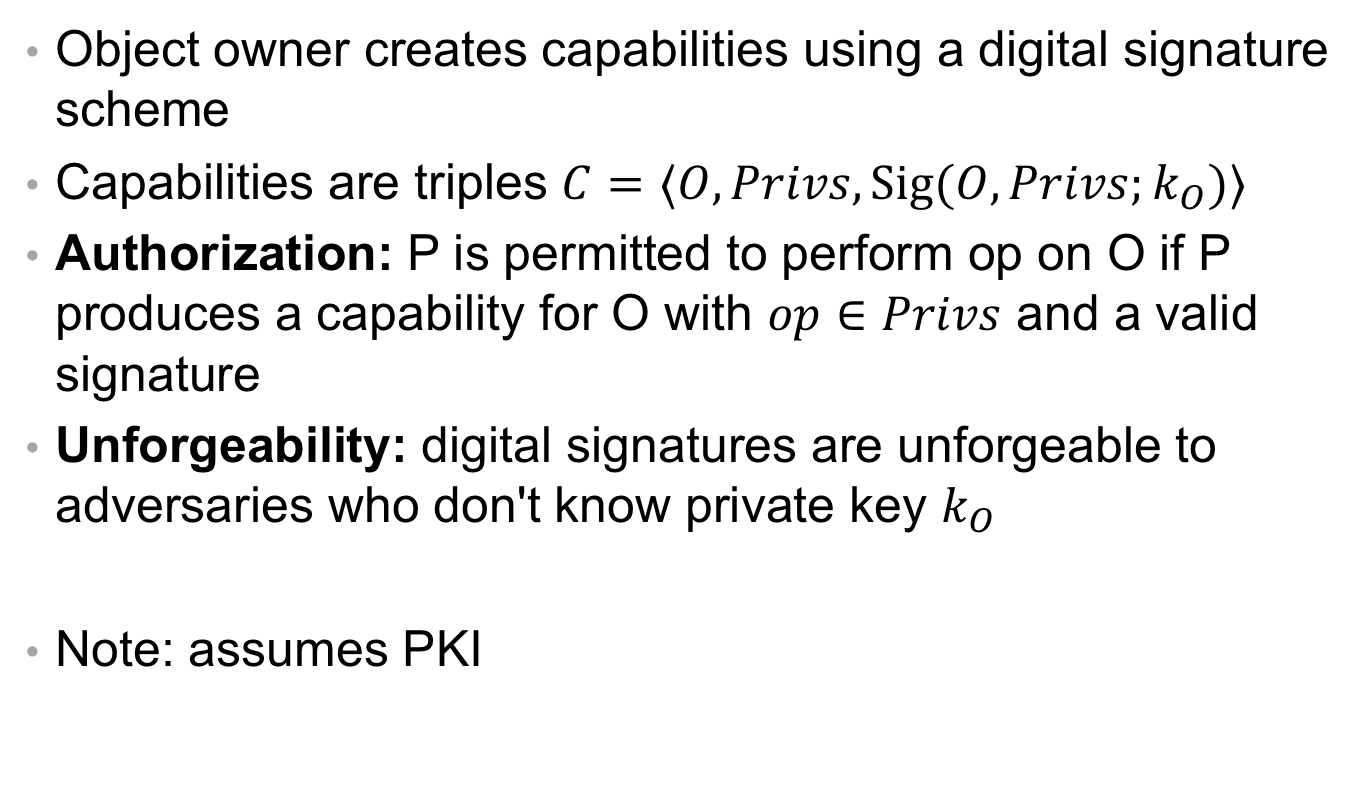 • Object owner creates capabilities using a digital signature
scheme
• Capabilities are triples C = ⟨O, Privs, Sig(O, Privs; k_O)⟩
• Authorization: P is permitted to perform op on O if P
produces a capability for O with op ∈ Privs and a valid
signature
• Unforgeability: digital signatures are unforgeable to
adversaries who don't know private key k_O
• Note: assumes PKI